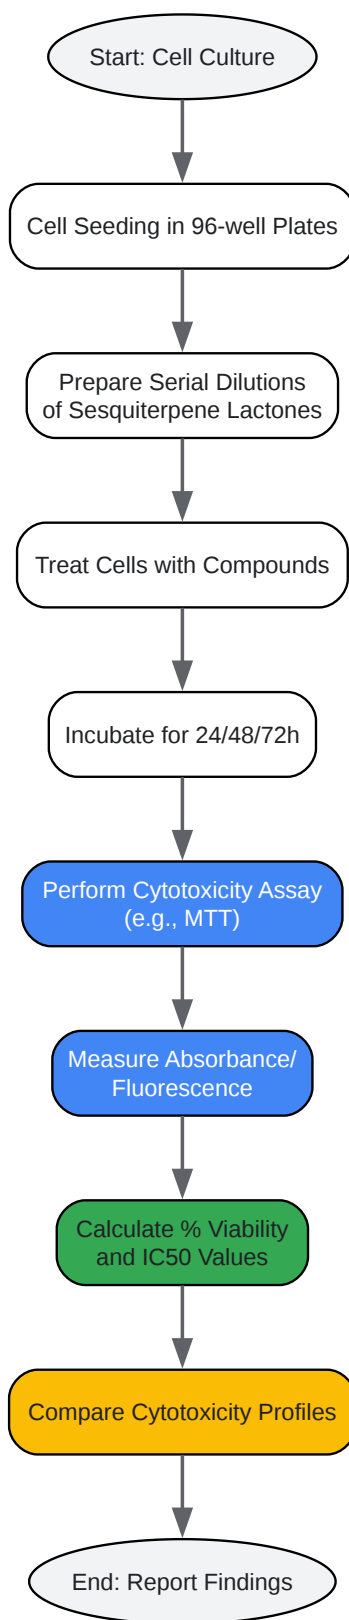 Start: Cell Culture
Cell Seeding in 96-well Plates
Prepare Serial Dilutions
of Sesquiterpene Lactones
Treat Cells with Compounds
Incubate for 24/48/72h
Perform Cytotoxicity Assay
(e.g., MTT)
Measure Absorbance/
Fluorescence
Calculate % Viability
and IC50 Values
Compare Cytotoxicity Profiles
End: Report Findings